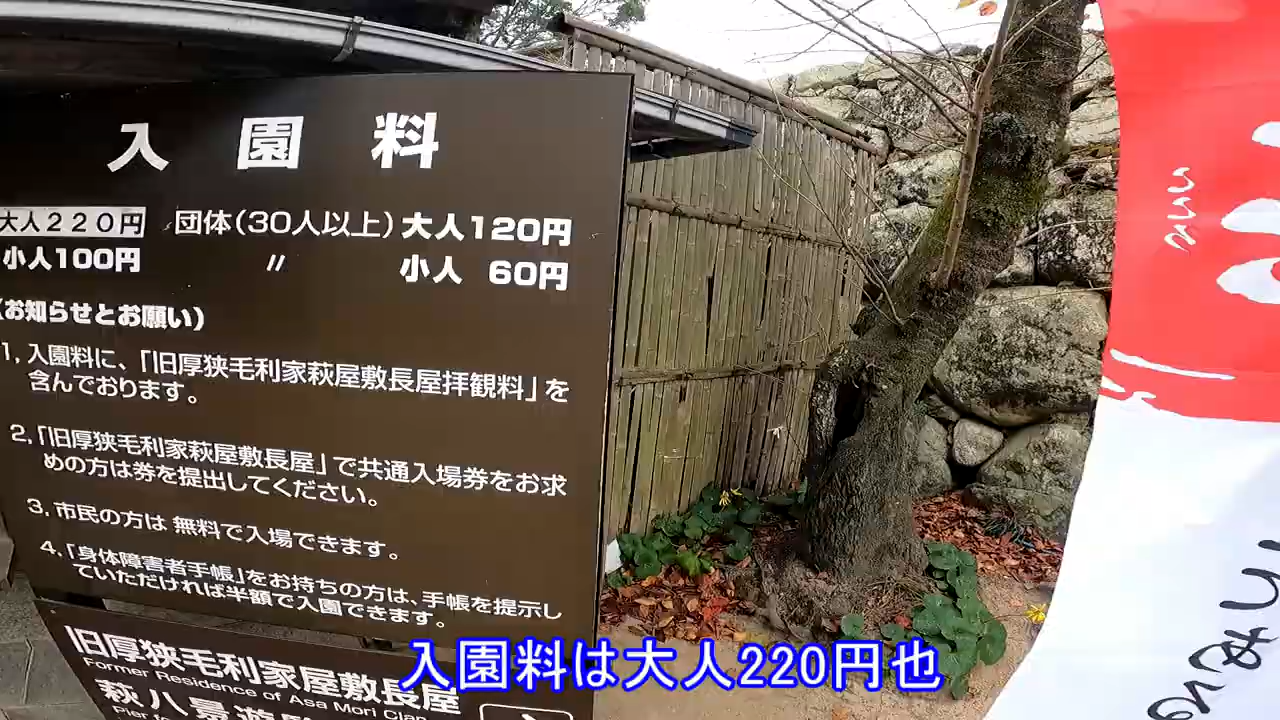 入園料
大人220円 団体(30人以上)大人120円
小人100円 〃 小人 60円
(お知らせとお願い)
1, 入園料に、「旧厚狭毛利家萩屋敷長屋拝観料」を
含んでおります。
2,「旧厚狭毛利家萩屋敷長屋」で共通入場券をお求
めの方は券を提出してください。
3, 市民の方は 無料で入場できます。
4,「身体障害者手帳」をお持ちの方は、手帳を提示し
ていただければ半額で入園できます。
旧厚狭毛利家屋敷長屋
Former Residence of Asa Mori Clan
萩八景遊
Pier
入園料は大人220円也